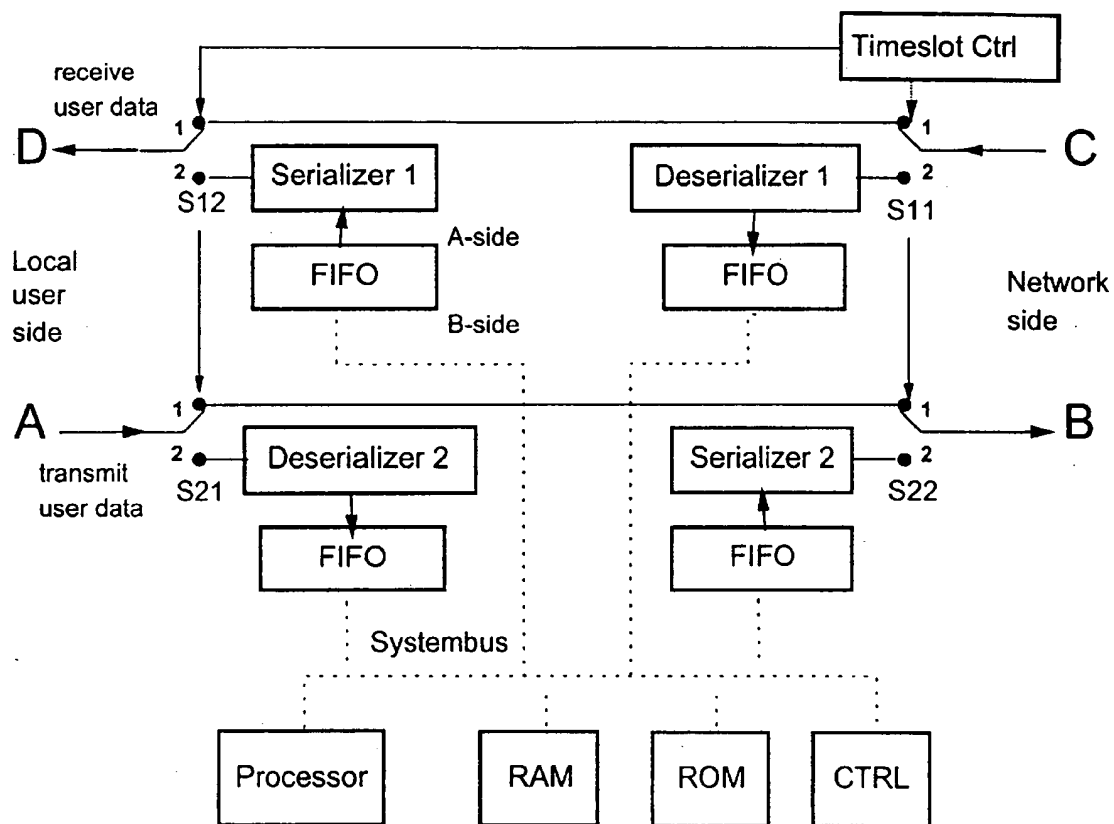 Timeslot Ctrl
receive
user data
1
1
D
C
2
Serializer 1
Deserializer 1
2
S12
S11
A-side
Local
user
side
FIFO
FIFO
Network
side
B-side
1
1
A
B
2
Deserializer 2
Serializer 2
2
transmit
user data
S21
S22
FIFO
FIFO
Systembus
Processor
RAM
ROM
CTRL